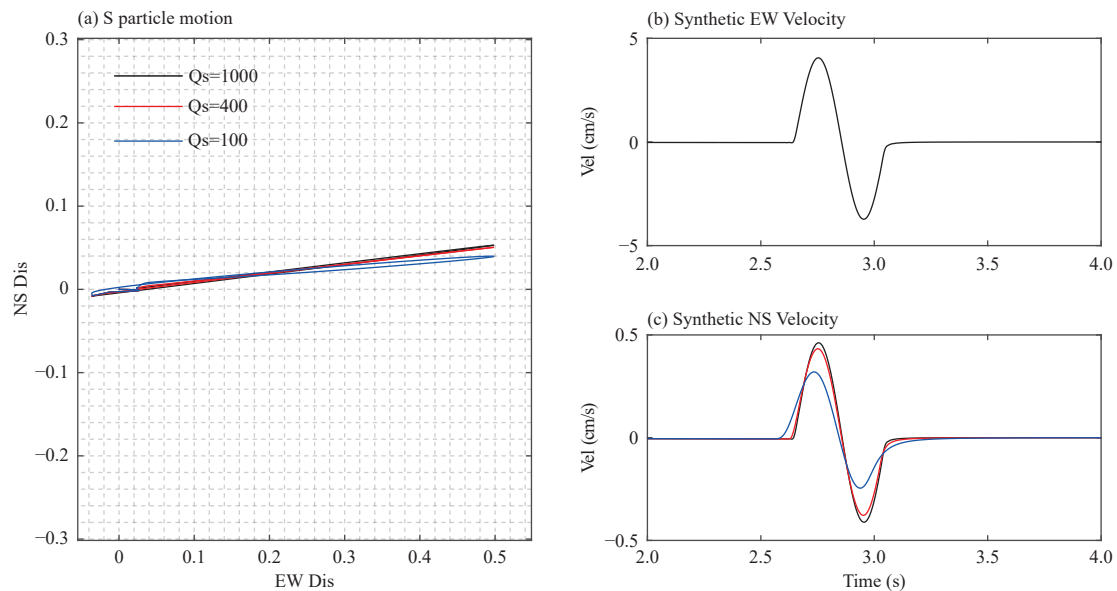 (a) S particle motion
0.3
0.2
0.1
0
−0.1
−0.2
−0.3
NS Dis
Qs=1000
Qs=400
Qs=100
0 0.1 0.2 0.3 0.4 0.5
EW Dis
(b) Synthetic EW Velocity
5
0
−5
Vel (cm/s)
2.0 2.5 3.0 3.5 4.0
(c) Synthetic NS Velocity
0.5
0
−0.5
Vel (cm/s)
2.0 2.5 3.0 3.5 4.0
Time (s)